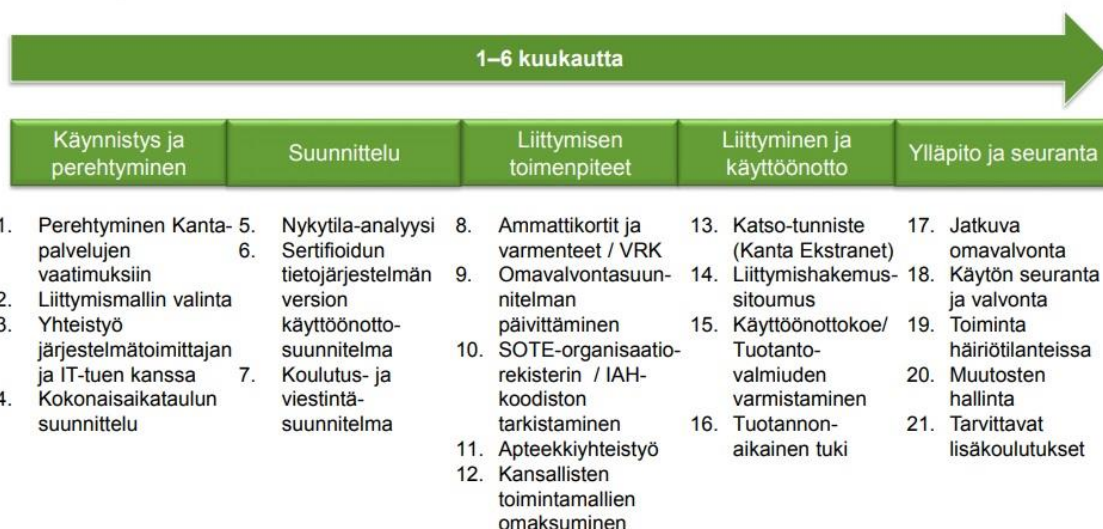 1–6 kuukautta
Käynnistys ja
perehtyminen
Suunnittelu
Liittymisen
toimenpiteet
Liittyminen ja
käyttöönotto
Ylläpito ja seuranta
1. Perehtyminen Kanta-
palvelujen
vaatimuksiin
2. Liittymismallin valinta
3. Yhteistyö
järjestelmätoimittajan
ja IT-tuen kanssa
4. Kokonaisaikataulun
suunnittelu
5. Nykytila-analyysi
6. Sertifioidun
tietojärjestelmän
version
käyttöönotto-
suunnitelma
7. Koulutus- ja
viestintä-
suunnitelma
8. Ammattikortit ja
varmenteet / VRK
9. Omavalvontasuun-
nitelman
päivittäminen
10. SOTE-organisaatio-
rekisterin / IAH-
koodiston
tarkistaminen
11. Apteekkiyhteistyö
12. Kansallisten
toimintamallien
omaksuminen
13. Katso-tunniste
(Kanta Ekstranet)
14. Liittymishakemus-
sitoumus
15. Käyttöönottokoe/
Tuotanto-
valmiuden
varmistaminen
16. Tuotannon-
aikainen tuki
17. Jatkuva
omavalvonta
18. Käytön seuranta
ja valvonta
19. Toiminta
häiriötilanteissa
20. Muutosten
hallinta
21. Tarvittavat
lisäkoulutukset